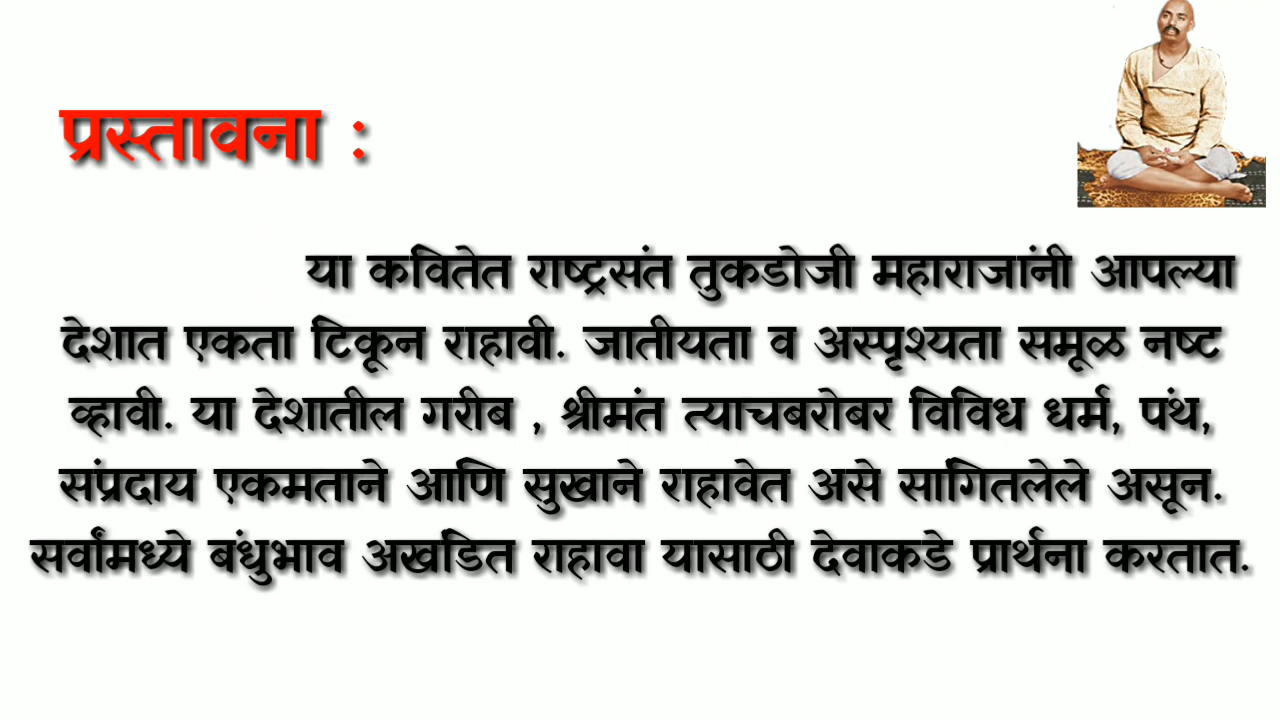 प्रस्तावना :
या कवितेत राष्ट्रसंत तुकडोजी महाराजांनी आपल्या
देशात एकता टिकून राहावी. जातीयता व अस्पृश्यता समूळ नष्ट
व्हावी. या देशातील गरीब , श्रीमंत त्याचबरोबर विविध धर्म, पंथ,
संप्रदाय एकमताने आणि सुखाने राहावेत असे सांगितलेले असून.
सर्वांमध्ये बंधुभाव अखंडित राहावा यासाठी देवाकडे प्रार्थना करतात.